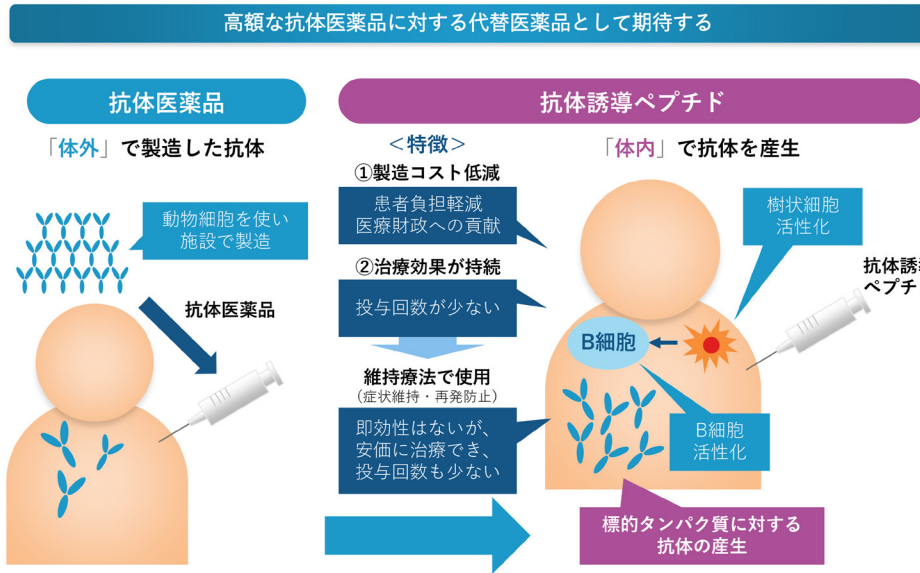 高額な抗体医薬品に対する代替医薬品として期待する
抗体医薬品
「体外」で製造した抗体
動物細胞を使い
施設で製造
抗体医薬品
抗体誘導ペプチド
＜特徴＞
①製造コスト低減
患者負担軽減
医療財政への貢献
②治療効果が持続
投与回数が少ない
維持療法で使用
（症状維持・再発防止）
即効性はないが、
安価に治療でき、
投与回数も少ない
「体内」で抗体を産生
樹状細胞
活性化
抗体誘
ペプチ
B細胞
B細胞
活性化
標的タンパク質に対する
抗体の産生